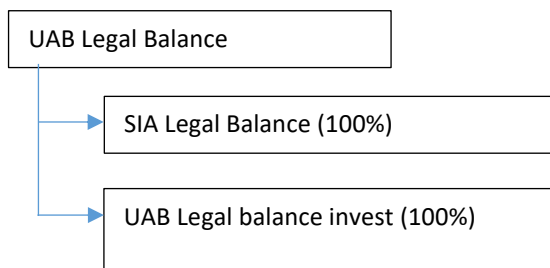 UAB Legal Balance
SIA Legal Balance (100%)
UAB Legal balance invest (100%)